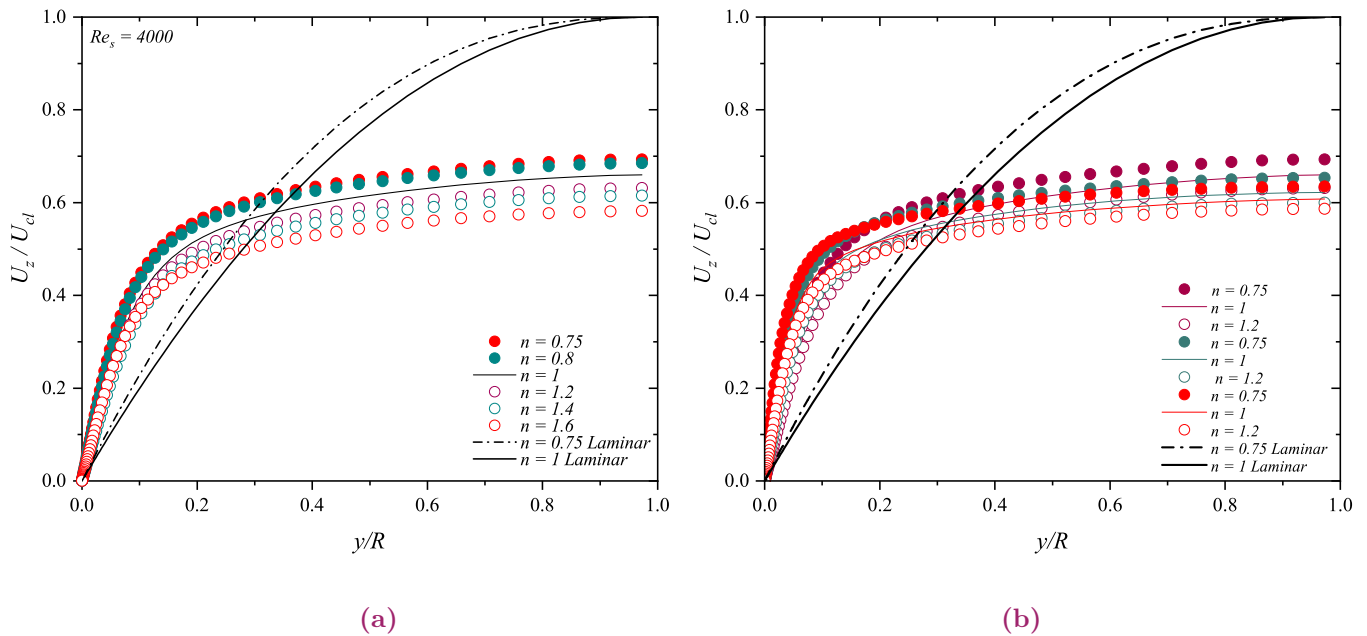 Re_s = 4000
U_z / U_cl
1.0
0.8
0.6
0.4
0.2
0.0
n = 0.75
n = 0.8
n = 1
n = 1.2
n = 1.4
n = 1.6
n = 0.75 Laminar
n = 1 Laminar
0.0 0.2 0.4 0.6 0.8 1.0
y/R
(a)
U_z / U_cl
1.0
0.8
0.6
0.4
0.2
0.0
n = 0.75
n = 1
n = 1.2
n = 0.75
n = 1
n = 1.2
n = 0.75
n = 1
n = 1.2
n = 0.75 Laminar
n = 1 Laminar
0.0 0.2 0.4 0.6 0.8 1.0
y/R
(b)